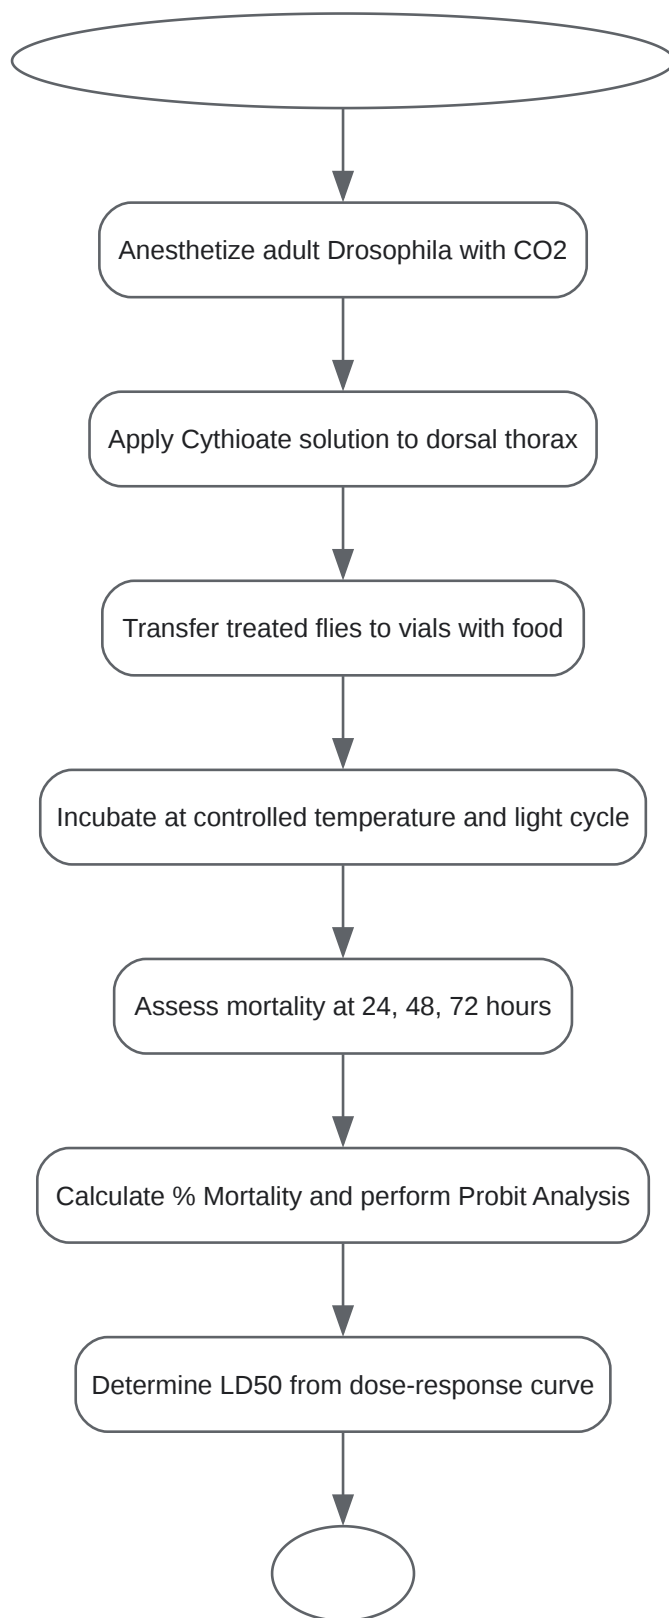 Anesthetize adult Drosophila with CO2
Apply Cythioate solution to dorsal thorax
Transfer treated flies to vials with food
Incubate at controlled temperature and light cycle
Assess mortality at 24, 48, 72 hours
Calculate % Mortality and perform Probit Analysis
Determine LD50 from dose-response curve